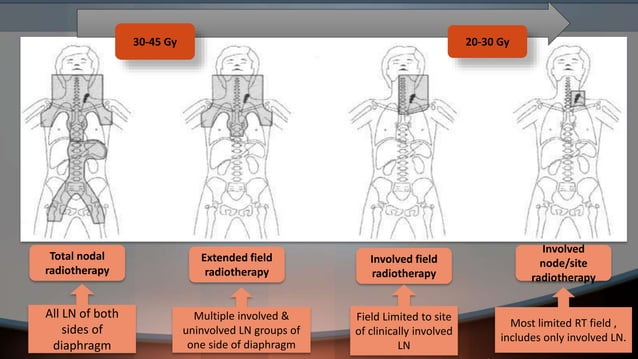 30-45 Gy
20-30 Gy
Total nodal
radiotherapy
Extended field
radiotherapy
Involved field
radiotherapy
Involved
node/site
radiotherapy
All LN of both
sides of
diaphragm
Multiple involved &
uninvolved LN groups of
one side of diaphragm
Field Limited to site
of clinically involved
LN
Most limited RT field ,
includes only involved LN.